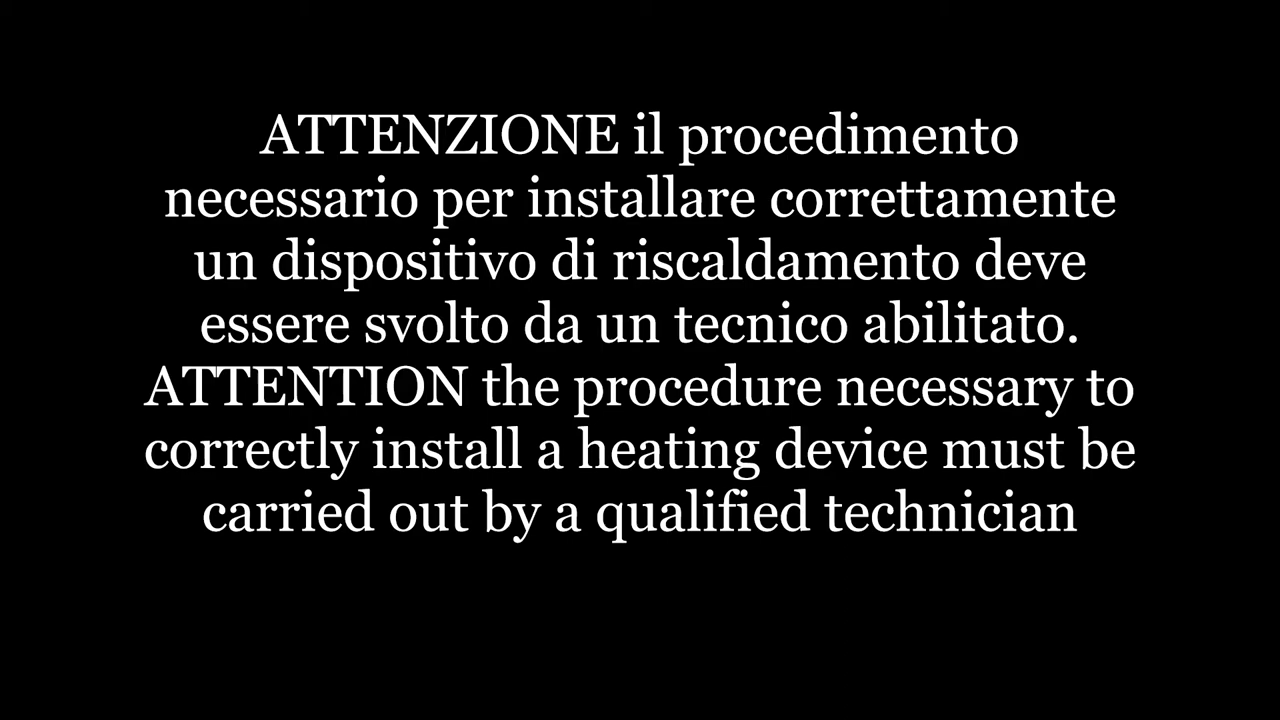 ATTENZIONE il procedimento
necessario per installare correttamente
un dispositivo di riscaldamento deve
essere svolto da un tecnico abilitato.
ATTENTION the procedure necessary to
correctly install a heating device must be
carried out by a qualified technician